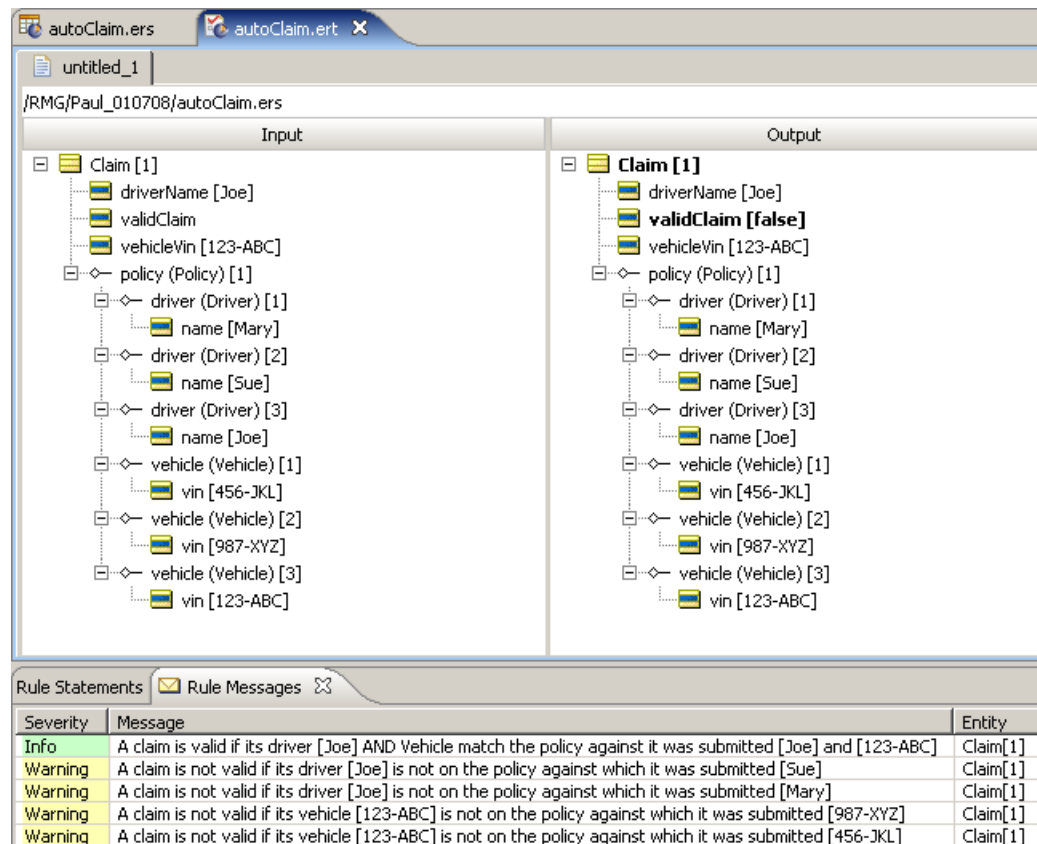 autoClaim.ers autoClaim.ert
untitled_1
/RMG/Paul_010708/autoClaim.ers
Input
Claim [1]
driverName [Joe]
validClaim
vehicleVin [123-ABC]
policy (Policy) [1]
driver (Driver) [1]
name [Mary]
driver (Driver) [2]
name [Sue]
driver (Driver) [3]
name [Joe]
vehicle (Vehicle) [1]
vin [456-JKL]
vehicle (Vehicle) [2]
vin [987-XYZ]
vehicle (Vehicle) [3]
vin [123-ABC]
Output
Claim [1]
driverName [Joe]
validClaim [false]
vehicleVin [123-ABC]
policy (Policy) [1]
driver (Driver) [1]
name [Mary]
driver (Driver) [2]
name [Sue]
driver (Driver) [3]
name [Joe]
vehicle (Vehicle) [1]
vin [456-JKL]
vehicle (Vehicle) [2]
vin [987-XYZ]
vehicle (Vehicle) [3]
vin [123-ABC]
Rule Statements Rule Messages
Severity Message Entity
Info A claim is valid if its driver [Joe] AND Vehicle match the policy against it was submitted [Joe] and [123-ABC] Claim[1]
Warning A claim is not valid if its driver [Joe] is not on the policy against which it was submitted [Sue] Claim[1]
Warning A claim is not valid if its driver [Joe] is not on the policy against which it was submitted [Mary] Claim[1]
Warning A claim is not valid if its vehicle [123-ABC] is not on the policy against which it was submitted [987-XYZ] Claim[1]
Warning A claim is not valid if its vehicle [123-ABC] is not on the policy against which it was submitted [456-JKL] Claim[1]